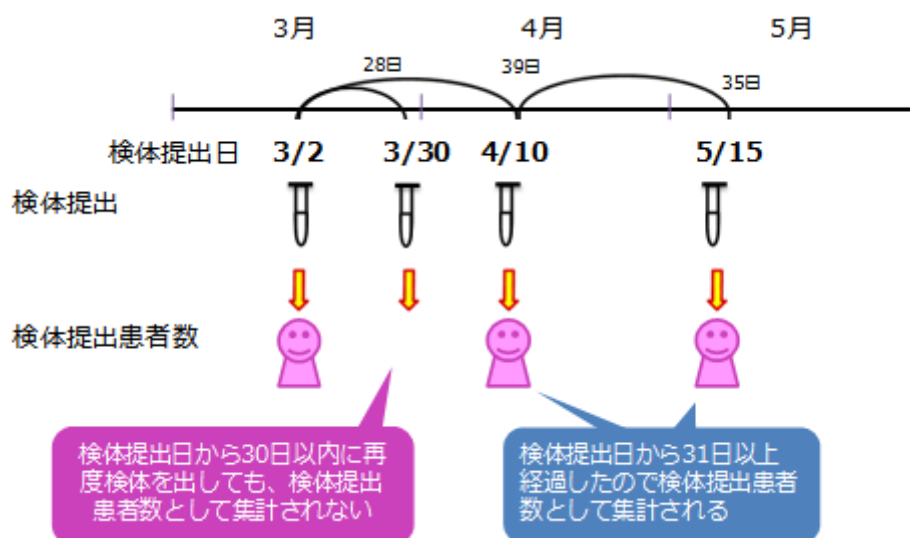 3月 4月 5月
28日 39日 35日
検体提出日 3/2 3/30 4/10 5/15
検体提出
検体提出患者数
検体提出日から30日以内に再
度検体を出しても、検体提出
患者数として集計されない
検体提出日から31日以上
経過したので検体提出患者
数として集計される